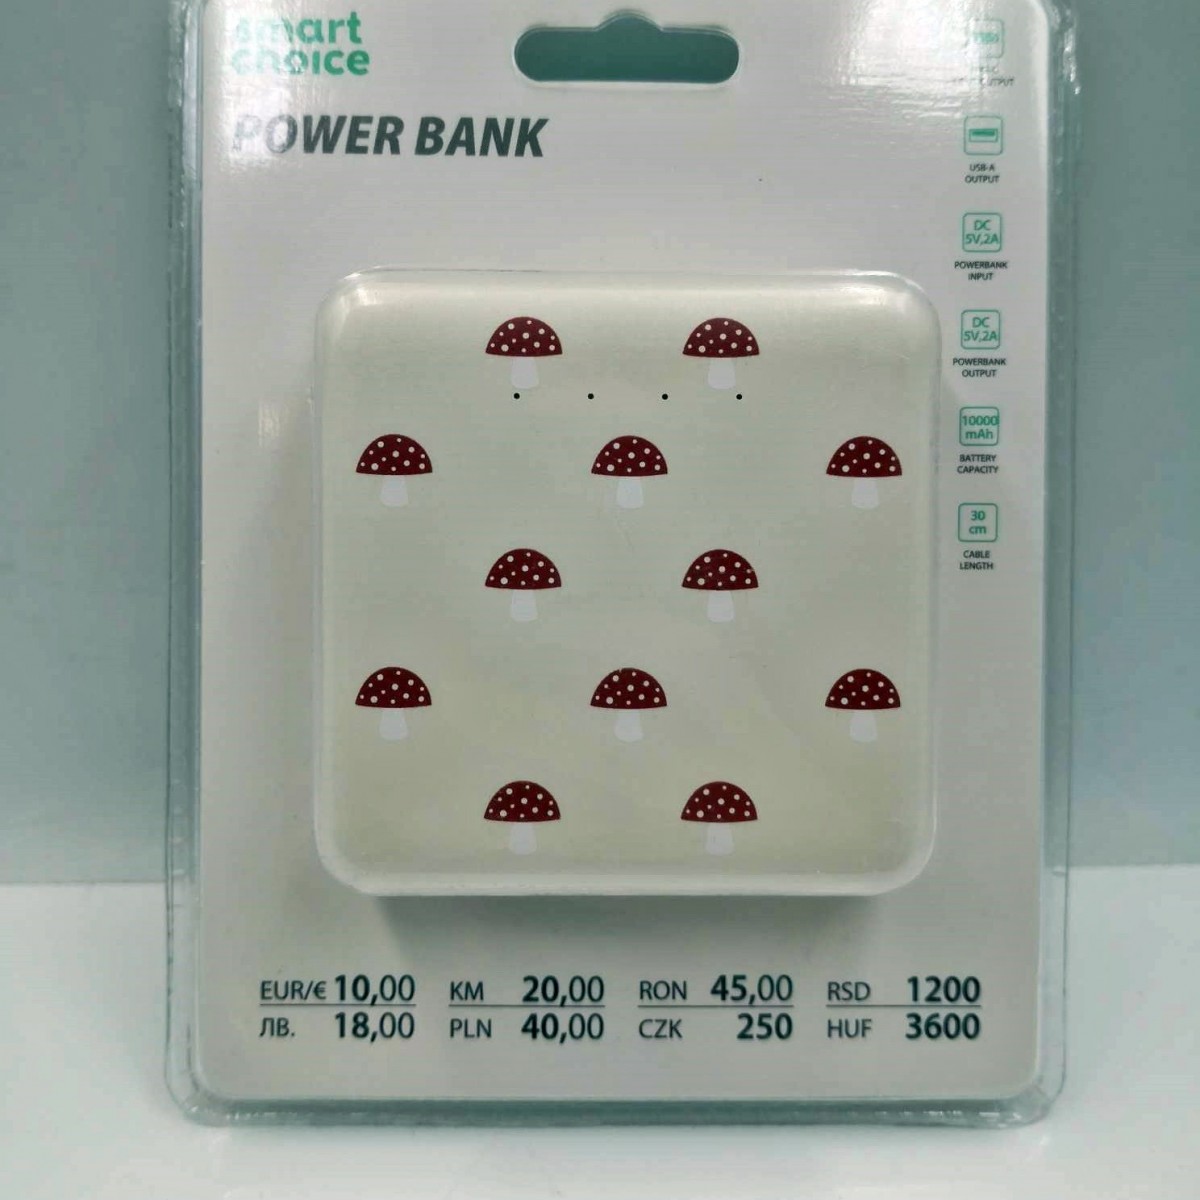 smart
choice
POWER BANK
OUTPUT
USB-A
OUTPUT
DC
5V,2A
POWERBANK
INPUT
DC
5V,2A
POWERBANK
OUTPUT
10000
mAh
BATTERY
CAPACITY
30
cm
CABLE
LENGTH
EUR/€ 10,00 KM 20,00 RON 45,00 RSD 1200
ЛВ. 18,00 PLN 40,00 CZK 250 HUF 3600